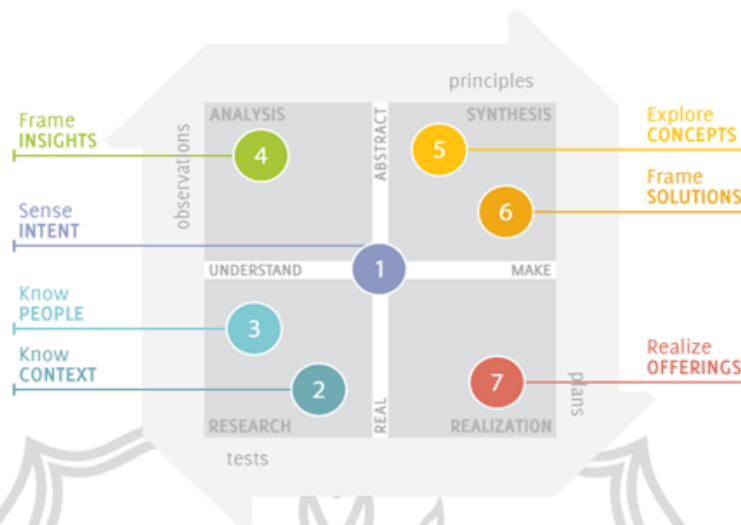 principles
Frame
INSIGHTS
ANALYSIS
4
observations
ABSTRACT
SYNTHESIS
5
Explore
CONCEPTS
6
Frame
SOLUTIONS
Sense
INTENT
UNDERSTAND
1
MAKE
Know
PEOPLE
3
Know
CONTEXT
2
REAL
7
Realize
OFFERINGS
plans
RESEARCH
REALIZATION
tests